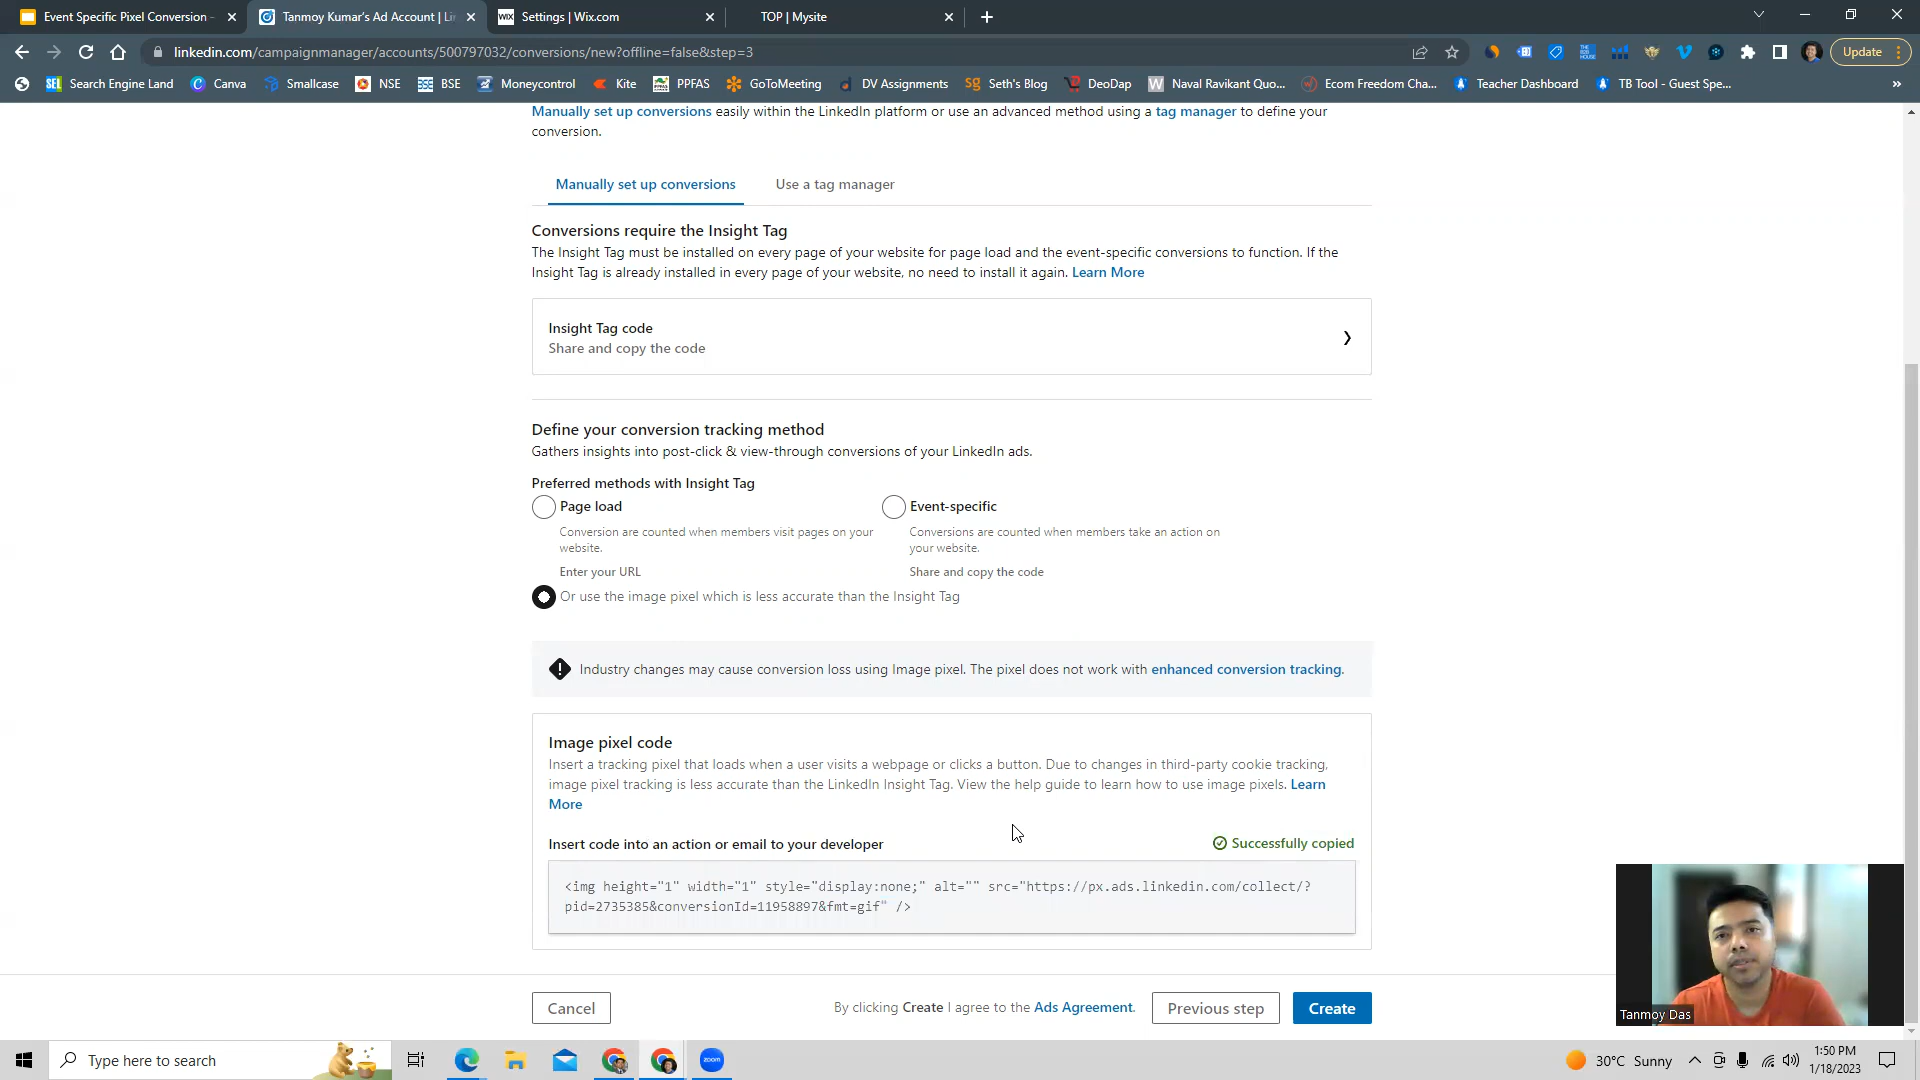 Event Specific Pixel Conversion -
Tanmoy Kumar's Ad Account | Li
WIX Settings | Wix.com
TOP | Mysite
linkedin.com/campaignmanager/accounts/500797032/conversions/new?offline=false&step=3
Update
SEL Search Engine Land
Canva
Smallcase
NSE
BSE BSE
Moneycontrol
Kite
PPFAS PPFAS
GoToMeeting
DV Assignments
sg Seth's Blog
DeoDap
W Naval Ravikant Quo...
Ecom Freedom Cha...
Teacher Dashboard
TB Tool - Guest Spe...
»
Manually set up conversions easily within the LinkedIn platform or use an advanced method using a tag manager to define your
conversion.
Manually set up conversions
Use a tag manager
Conversions require the Insight Tag
The Insight Tag must be installed on every page of your website for page load and the event-specific conversions to function. If the
Insight Tag is already installed in every page of your website, no need to install it again. Learn More
Insight Tag code
Share and copy the code
Define your conversion tracking method
Gathers insights into post-click & view-through conversions of your LinkedIn ads.
Preferred methods with Insight Tag
Page load
Conversion are counted when members visit pages on your
website.
Enter your URL
Event-specific
Conversions are counted when members take an action on
your website.
Share and copy the code
Or use the image pixel which is less accurate than the Insight Tag
Industry changes may cause conversion loss using Image pixel. The pixel does not work with enhanced conversion tracking.
Image pixel code
Insert a tracking pixel that loads when a user visits a webpage or clicks a button. Due to changes in third-party cookie tracking,
image pixel tracking is less accurate than the LinkedIn Insight Tag. View the help guide to learn how to use image pixels. Learn
More
Insert code into an action or email to your developer
Successfully copied
<img height="1" width="1" style="display:none;" alt="" src="https://px.ads.linkedin.com/collect/?
pid=2735385&conversionId=11958897&fmt=gif" />
Cancel
By clicking Create I agree to the Ads Agreement.
Previous step
Create
Tanmoy Das
Type here to search
zoom
30°C Sunny
1:50 PM
1/18/2023